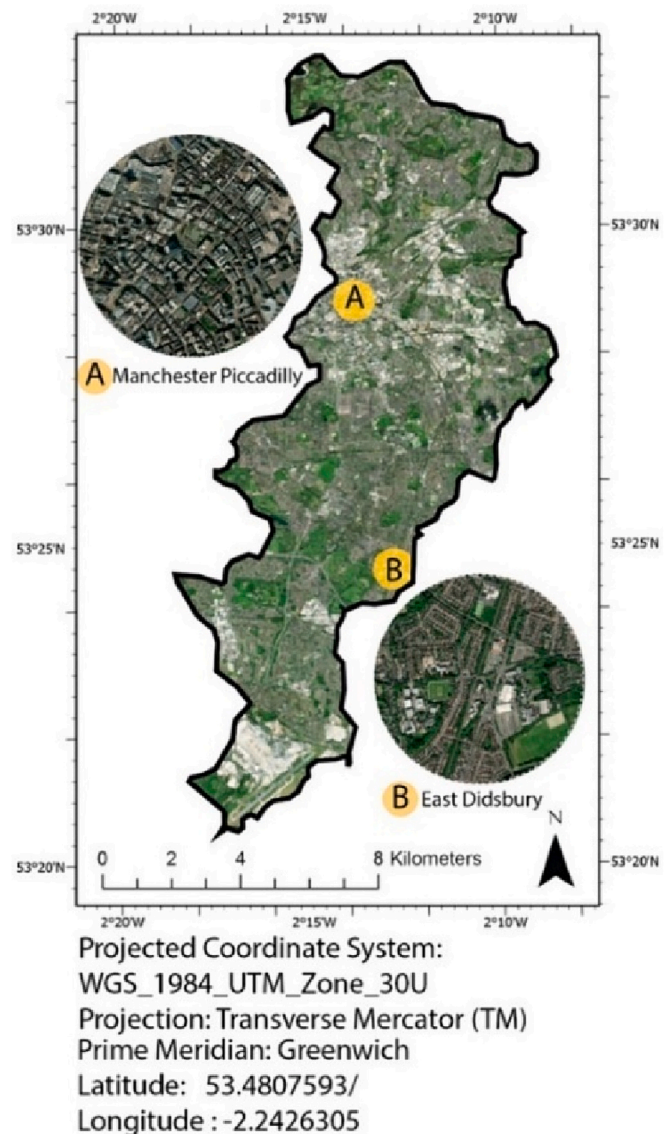 2°20'W 2°15'W 2°10'W
53°30'N 53°30'N
A
A Manchester Piccadilly
53°25'N 53°25'N
B
B East Didsbury
N
0 2 4 8 Kilometers
53°20'N 53°20'N
2°20'W 2°15'W 2°10'W
Projected Coordinate System:
WGS_1984_UTM_Zone_30U
Projection: Transverse Mercator (TM)
Prime Meridian: Greenwich
Latitude: 53.4807593/
Longitude : -2.2426305